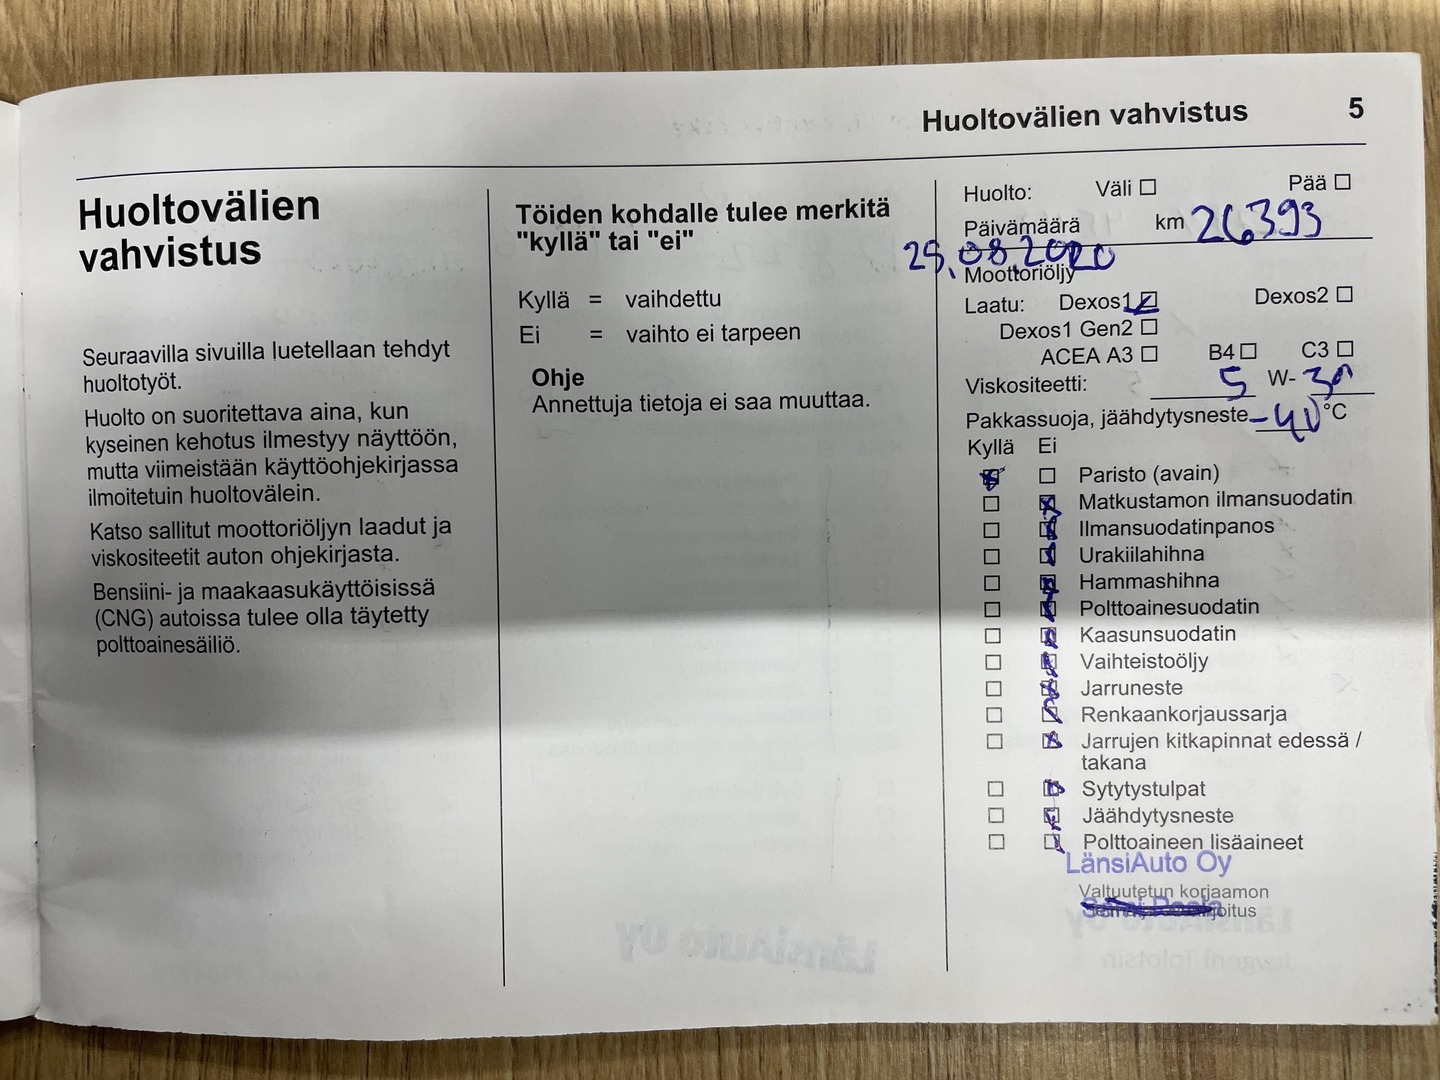 Huoltovälien vahvistus 5
Huoltovälien
vahvistus
Seuraavilla sivuilla luetellaan tehdyt
huoltotyöt.
Huolto on suoritettava aina, kun
kyseinen kehotus ilmestyy näyttöön,
mutta viimeistään käyttöohjekirjassa
ilmoitetuin huoltovälein.
Katso sallitut moottoriöljyn laadut ja
viskositeetit auton ohjekirjasta.
Bensiini- ja maakaasukäyttöisissä
(CNG) autoissa tulee olla täytetty
polttoainesäiliö.
Töiden kohdalle tulee merkitä
"kyllä" tai "ei"
Kyllä = vaihdettu
Ei = vaihto ei tarpeen
Ohje
Annettuja tietoja ei saa muuttaa.
Huolto: Väli Pää
Päivämäärä km 26393
25.08.2020
Moottoriöljy
Laatu: Dexos1 Dexos2
Dexos1 Gen2
ACEA A3 B4 C3
Viskositeetti: 5 W-30
Pakkassuoja, jäähdytysneste -40 °C
Kyllä Ei
Paristo (avain)
Matkustamon ilmansuodatin
Ilmansuodatinpanos
Urakiilahihna
Hammashihna
Polttoainesuodatin
Kaasunsuodatin
Vaihteistoöljy
Jarruneste
Renkaankorjaussarja
Jarrujen kitkapinnat edessä /
takana
Sytytystulpat
Jäähdytysneste
Polttoaineen lisäaineet
LänsiAuto Oy
Valtuutetun korjaamon